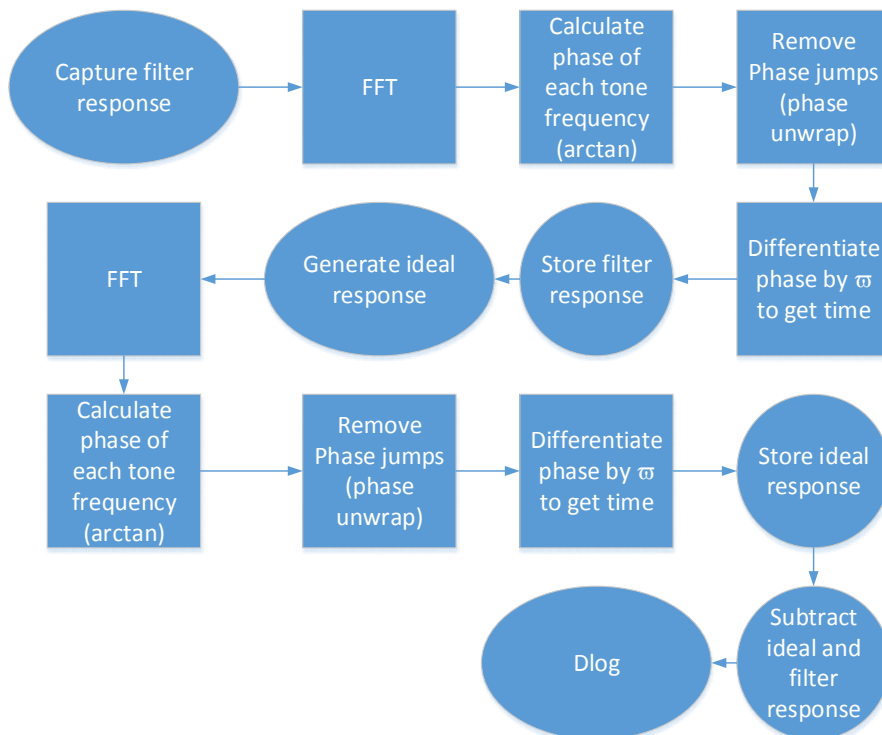 Capture filter
response
FFT
Calculate
phase of
each tone
frequency
(arctan)
Remove
Phase jumps
(phase
unwrap)
Differentiate
phase by ϖ
to get time
Store filter
response
Generate ideal
response
FFT
Calculate
phase of
each tone
frequency
(arctan)
Remove
Phase jumps
(phase
unwrap)
Differentiate
phase by ϖ
to get time
Store ideal
response
Subtract
ideal and
filter
response
Dlog